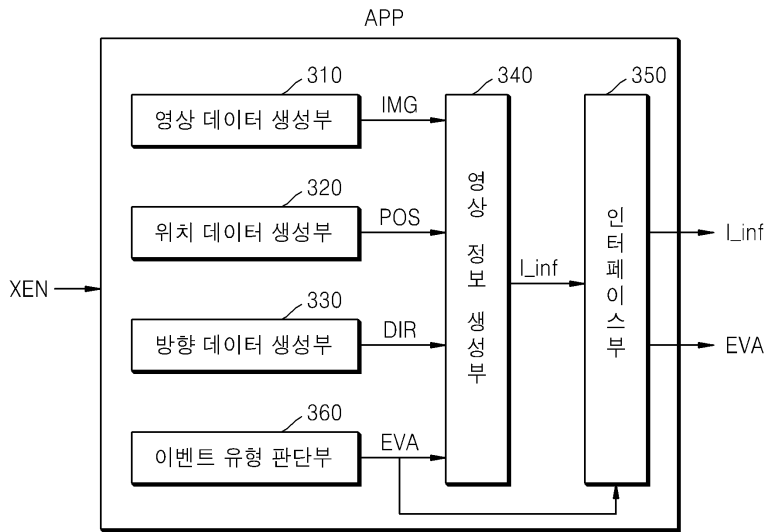 APP
310
영상 데이터 생성부
IMG
320
위치 데이터 생성부
POS
330
방향 데이터 생성부
DIR
360
이벤트 유형 판단부
EVA
340
영상 정보 생성부
I_inf
350
인터페이스부
XEN
I_inf
EVA